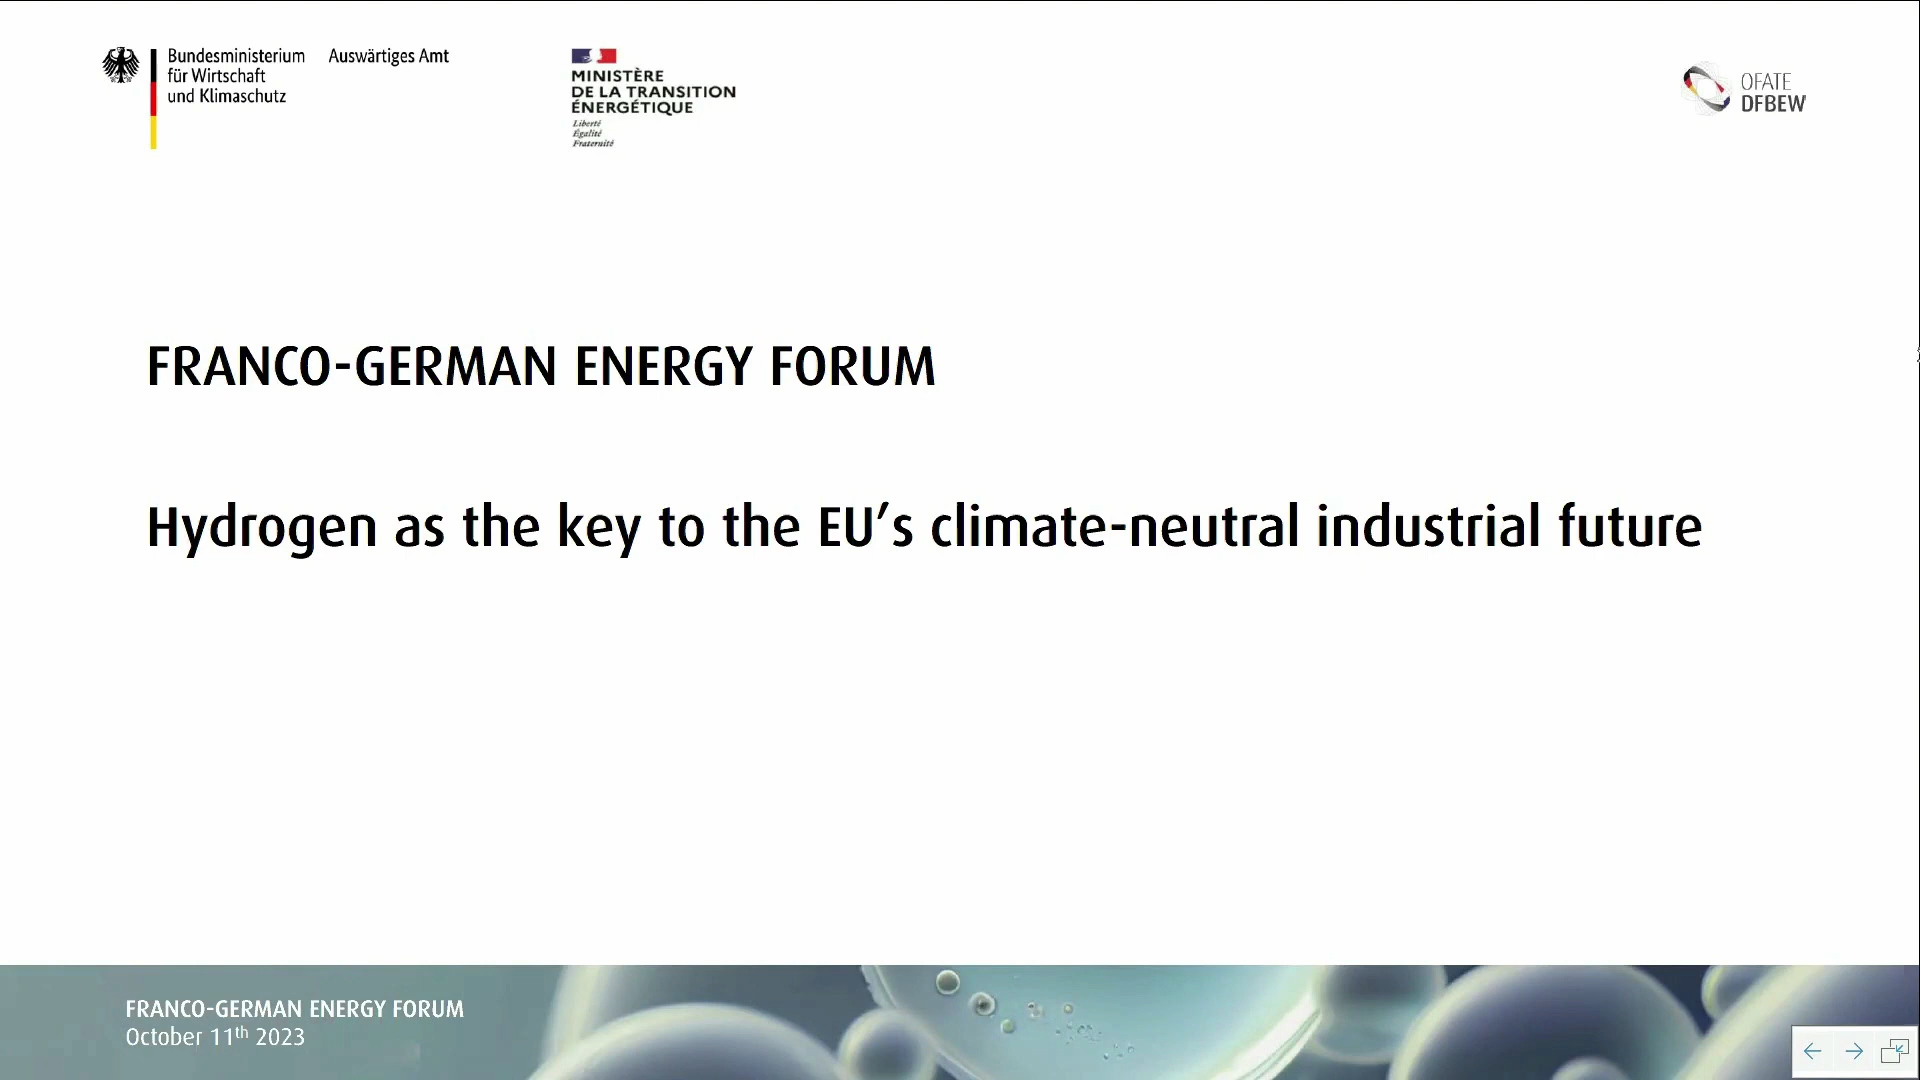 Bundesministerium
für Wirtschaft
und Klimaschutz
Auswärtiges Amt
MINISTÈRE
DE LA TRANSITION
ÉNERGÉTIQUE
Liberté
Égalité
Fraternité
OFATE
DFBEW
FRANCO-GERMAN ENERGY FORUM
Hydrogen as the key to the EU’s climate-neutral industrial future
FRANCO-GERMAN ENERGY FORUM
October 11th 2023